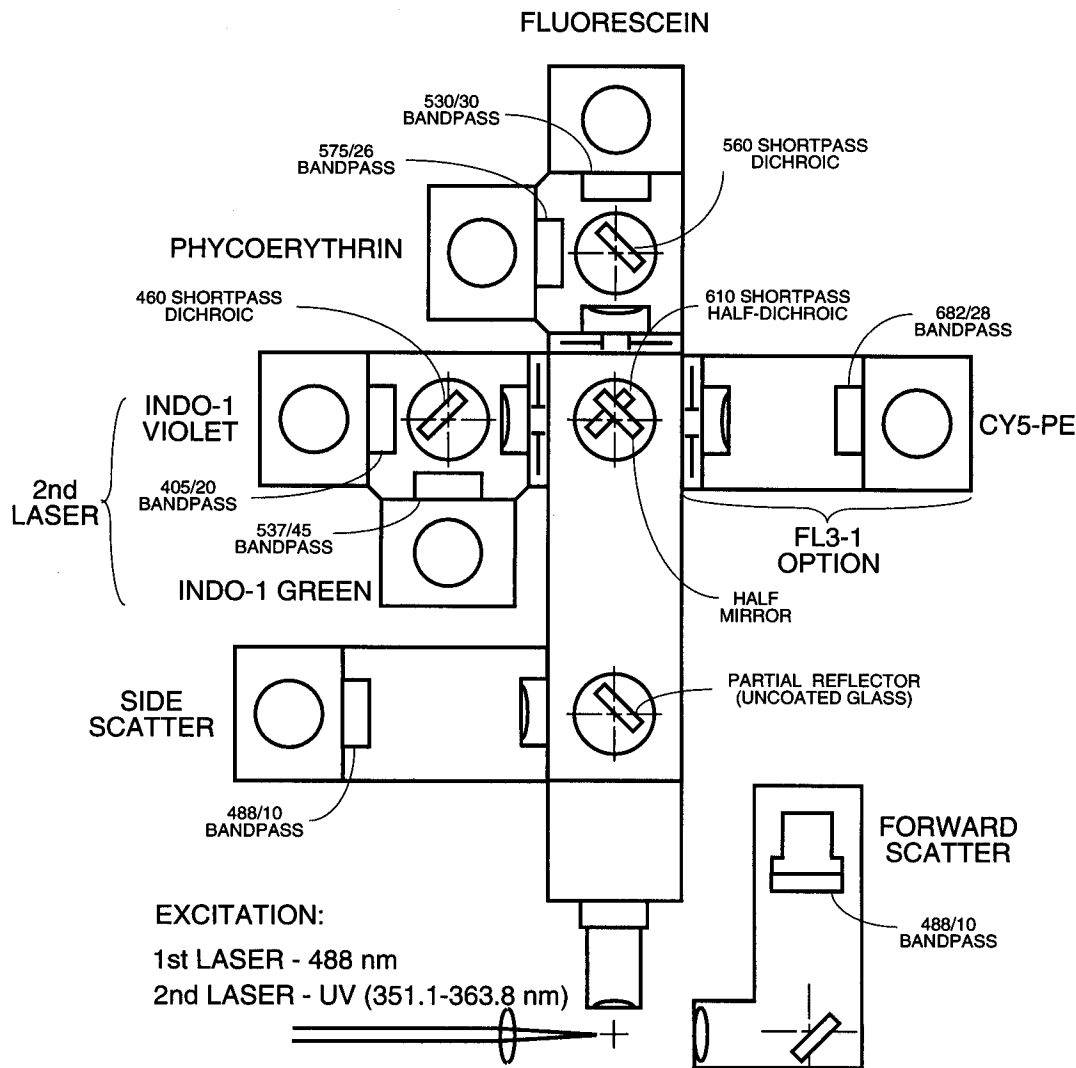 FLUORESCEIN
530/30
BANDPASS
560 SHORTPASS
DICHROIC
575/26
BANDPASS
PHYCOERYTHRIN
460 SHORTPASS
DICHROIC
610 SHORTPASS
HALF-DICHROIC
682/28
BANDPASS
INDO-1
VIOLET
CY5-PE
2nd
LASER
405/20
BANDPASS
537/45
BANDPASS
FL3-1
OPTION
INDO-1 GREEN
HALF
MIRROR
PARTIAL REFLECTOR
(UNCOATED GLASS)
SIDE
SCATTER
488/10
BANDPASS
FORWARD
SCATTER
488/10
BANDPASS
EXCITATION:
1st LASER - 488 nm
2nd LASER - UV (351.1-363.8 nm)